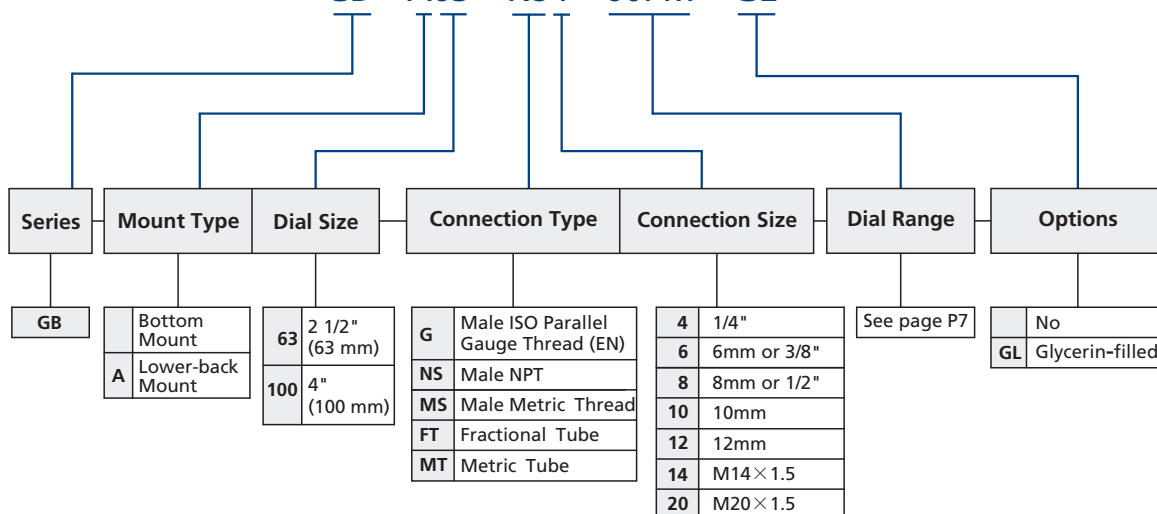 Series Mount Type Dial Size Connection Type Connection Size Dial Range Options
GB
Bottom Mount
A Lower-back Mount
63 2 1/2" (63 mm)
100 4" (100 mm)
G Male ISO Parallel Gauge Thread (EN)
NS Male NPT
MS Male Metric Thread
FT Fractional Tube
MT Metric Tube
4 1/4"
6 6mm or 3/8"
8 8mm or 1/2"
10 10mm
12 12mm
14 M14×1.5
20 M20×1.5
See page P7
No
GL Glycerin-filled